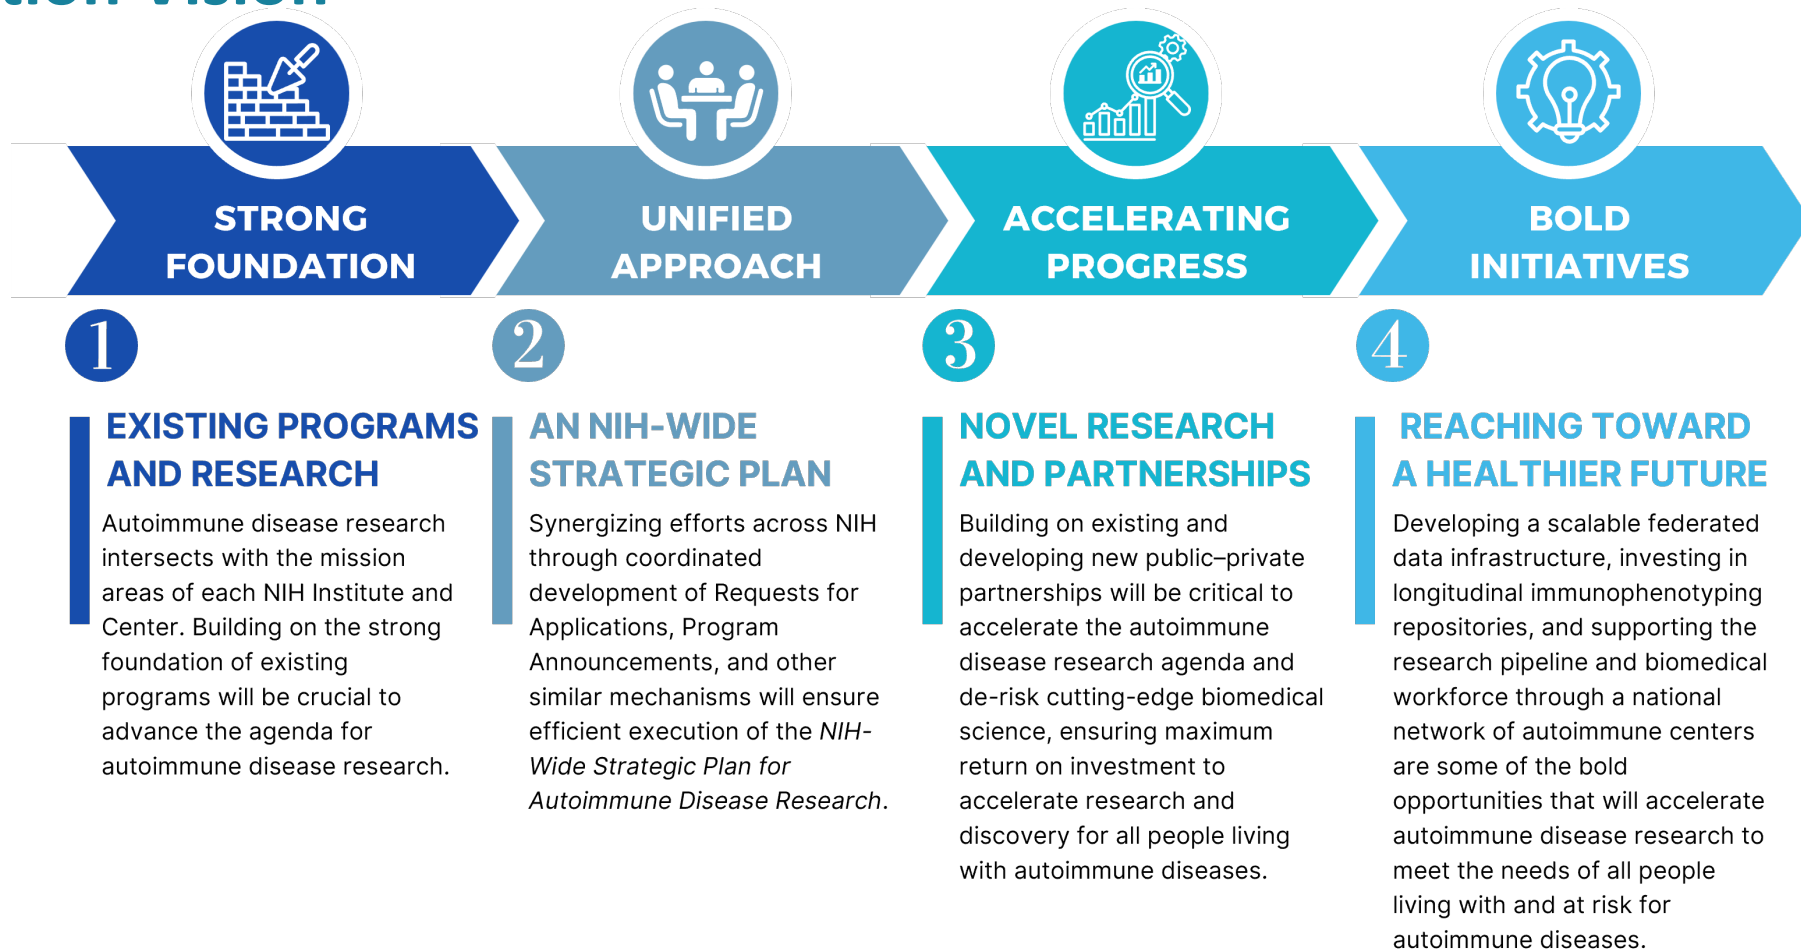 tion Vision
STRONG
FOUNDATION
UNIFIED
APPROACH
ACCELERATING
PROGRESS
BOLD
INITIATIVES
1
EXISTING PROGRAMS
AND RESEARCH
Autoimmune disease research
intersects with the mission
areas of each NIH Institute and
Center. Building on the strong
foundation of existing
programs will be crucial to
advance the agenda for
autoimmune disease research.
2
AN NIH-WIDE
STRATEGIC PLAN
Synergizing efforts across NIH
through coordinated
development of Requests for
Applications, Program
Announcements, and other
similar mechanisms will ensure
efficient execution of the NIH-
Wide Strategic Plan for
Autoimmune Disease Research.
3
NOVEL RESEARCH
AND PARTNERSHIPS
Building on existing and
developing new public–private
partnerships will be critical to
accelerate the autoimmune
disease research agenda and
de-risk cutting-edge biomedical
science, ensuring maximum
return on investment to
accelerate research and
discovery for all people living
with autoimmune diseases.
4
REACHING TOWARD
A HEALTHIER FUTURE
Developing a scalable federated
data infrastructure, investing in
longitudinal immunophenotyping
repositories, and supporting the
research pipeline and biomedical
workforce through a national
network of autoimmune centers
are some of the bold
opportunities that will accelerate
autoimmune disease research to
meet the needs of all people
living with and at risk for
autoimmune diseases.